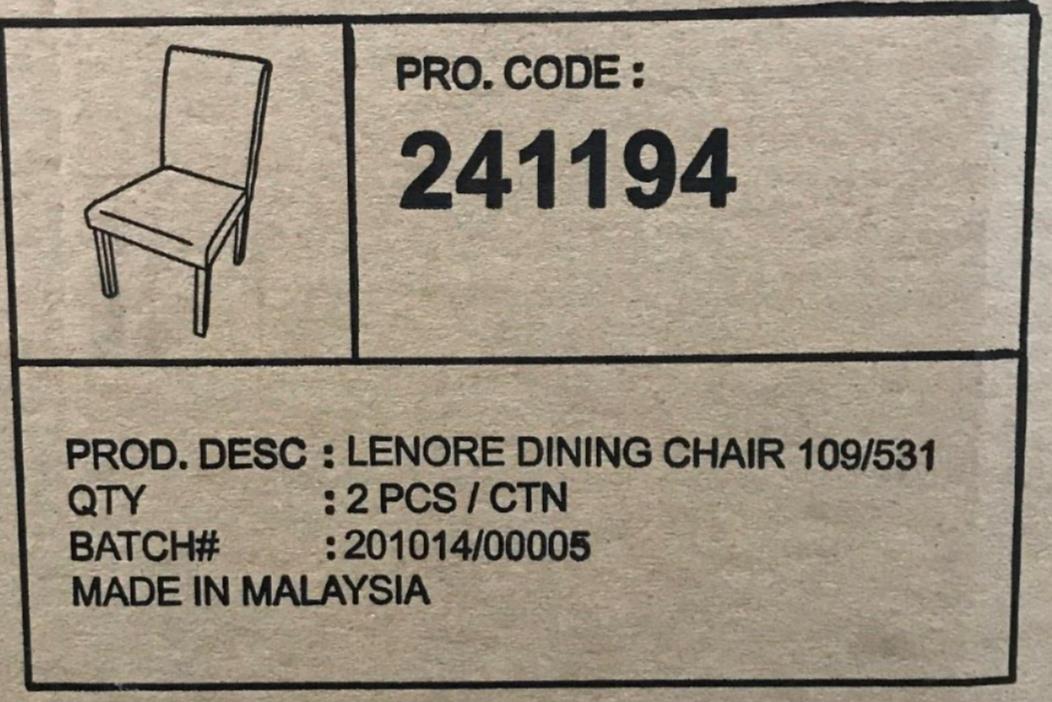 PRO. CODE :
241194
PROD. DESC : LENORE DINING CHAIR 109/531
QTY : 2 PCS / CTN
BATCH# : 201014/00005
MADE IN MALAYSIA